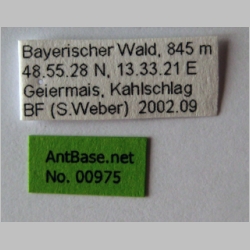 Bayerischer Wald, 845 m
48.55.28 N, 13.33.21 E
Geiermais, Kahlschlag
BF (S.Weber) 2002.09
AntBase.net
No. 00975